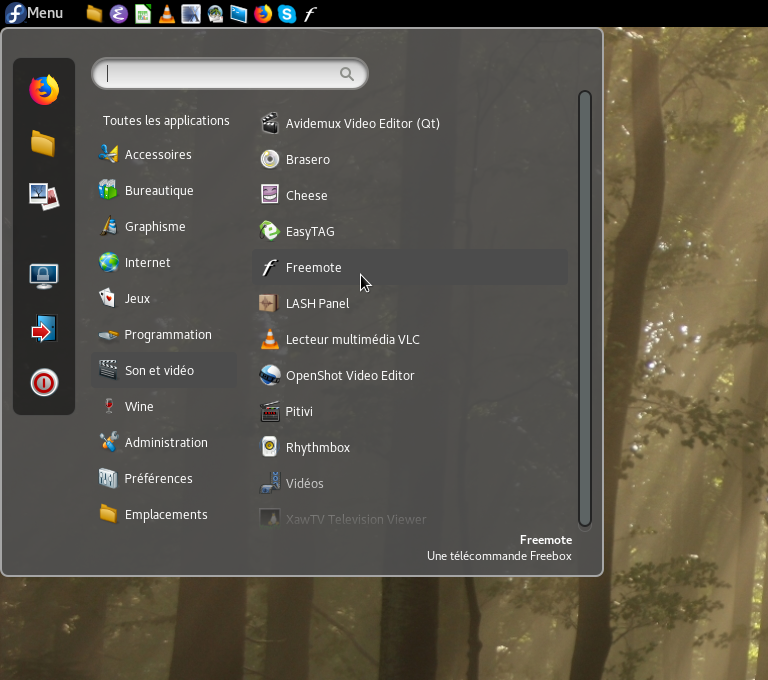 Menu
Toutes les applications
Accessoires
Bureautique
Graphisme
Internet
Jeux
Programmation
Son et vidéo
Wine
Administration
Préférences
Emplacements
Avidemux Video Editor (Qt)
Brasero
Cheese
EasyTAG
Freemote
LASH Panel
Lecteur multimédia VLC
OpenShot Video Editor
Pitivi
Rhythmbox
Vidéos
XawTV Television Viewer
Freemote
Une télécommande Freebox